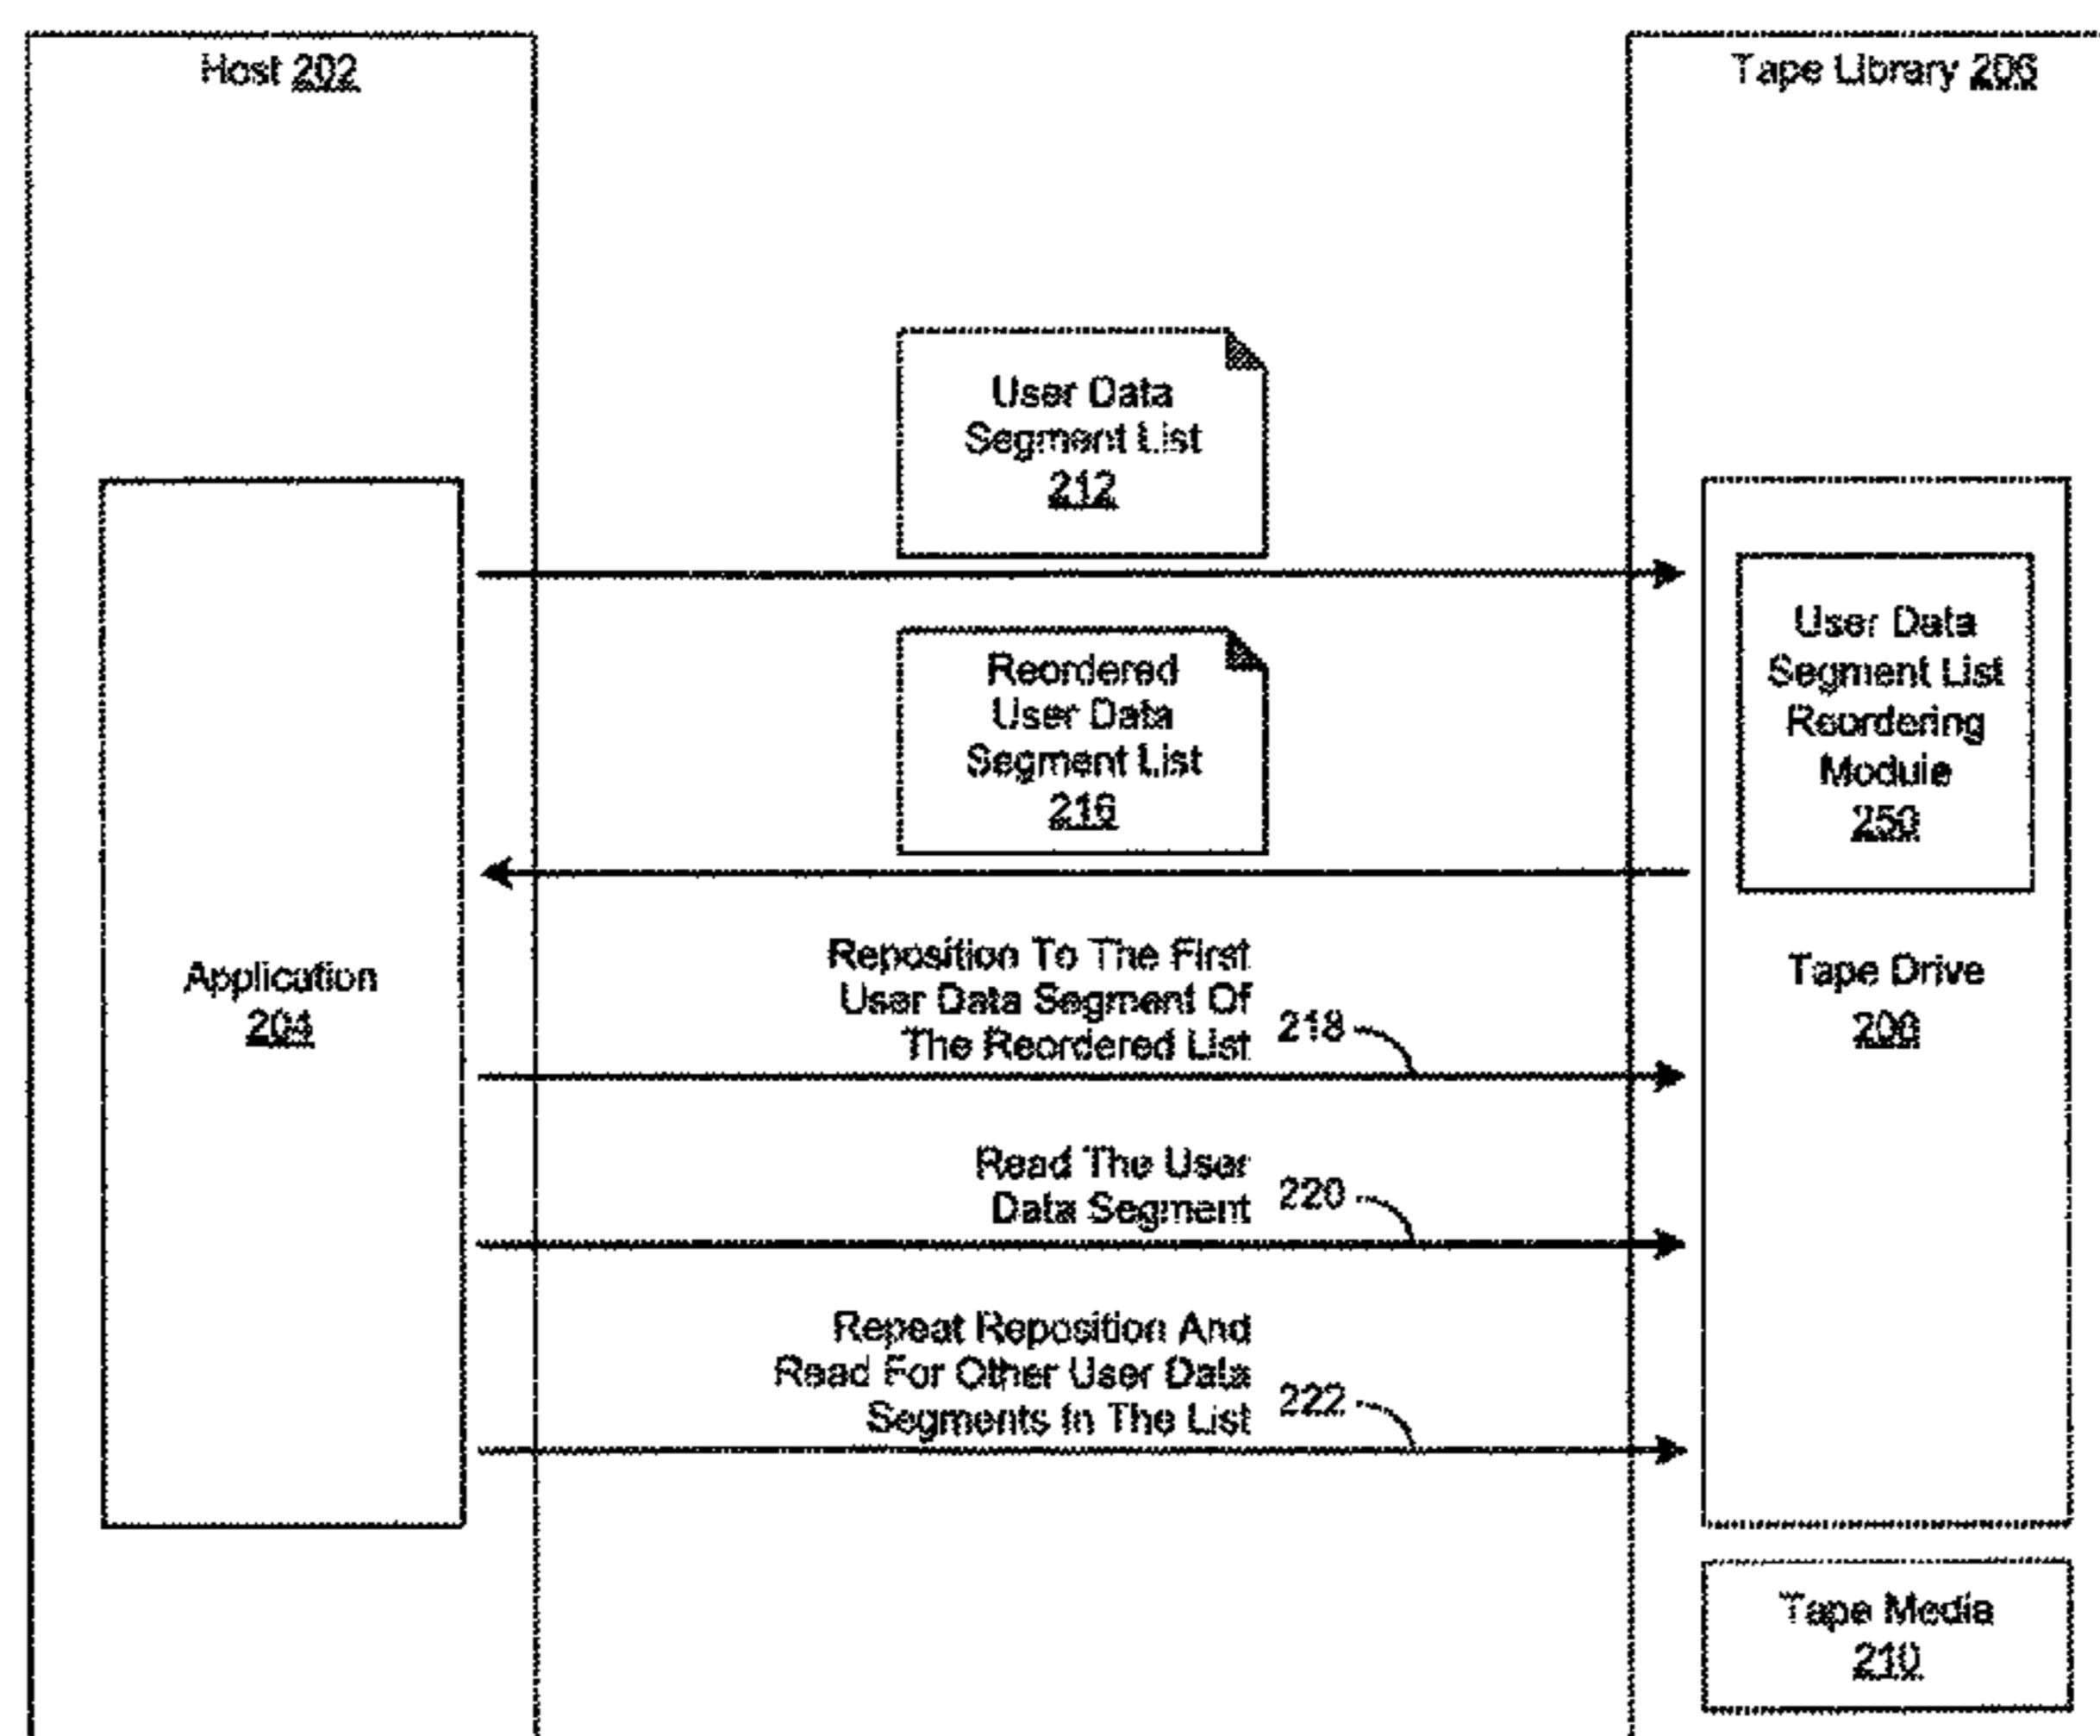 Host 202
Tape Library 206
User Data
Segment List
212
Reordered
User Data
Segment List
216
User Data
Segment List
Reordering
Module
250
Application
204
Reposition To The First
User Data Segment Of
The Reordered List
218
Tape Drive
200
Read The User
Data Segment
220
Repeat Reposition And
Read For Other User Data
Segments In The List
222
Tape Media
210